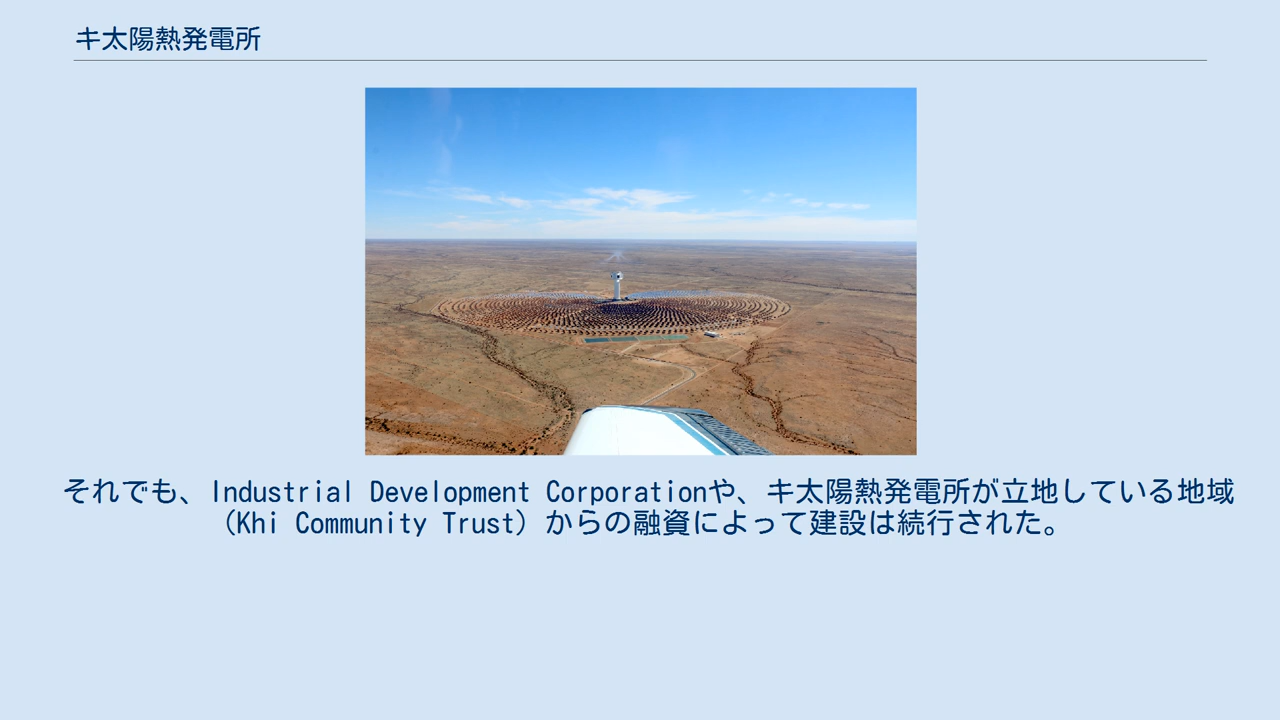 キ太陽熱発電所
それでも、Industrial Development Corporationや、キ太陽熱発電所が立地している地域
（Khi Community Trust）からの融資によって建設は続行された。